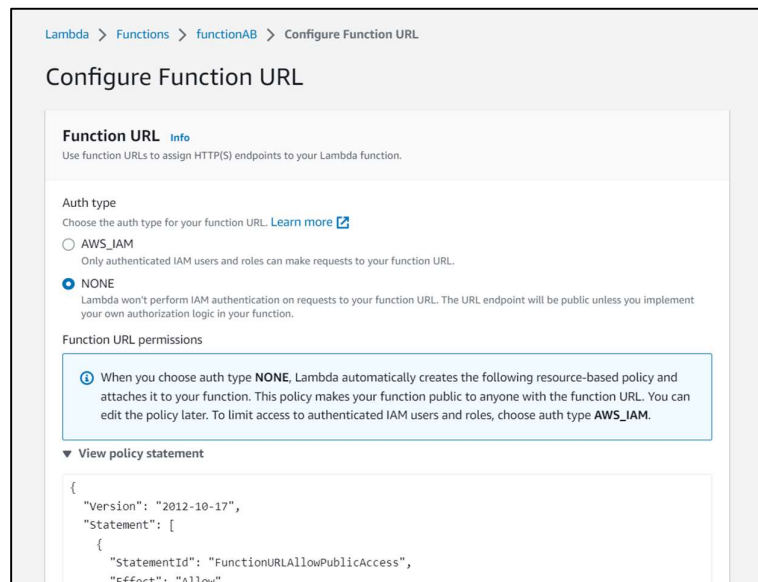 Lambda > Functions > functionAB > Configure Function URL
Configure Function URL
Function URL Info
Use function URLs to assign HTTP(S) endpoints to your Lambda function.
Auth type
Choose the auth type for your function URL. Learn more
AWS_IAM
Only authenticated IAM users and roles can make requests to your function URL.
NONE
Lambda won't perform IAM authentication on requests to your function URL. The URL endpoint will be public unless you implement
your own authorization logic in your function.
Function URL permissions
When you choose auth type NONE, Lambda automatically creates the following resource-based policy and
attaches it to your function. This policy makes your function public to anyone with the function URL. You can
edit the policy later. To limit access to authenticated IAM users and roles, choose auth type AWS_IAM.
▼ View policy statement
{
"Version": "2012-10-17",
"Statement": [
{
"StatementId": "FunctionURLAllowPublicAccess",
"Effect": "Allow"